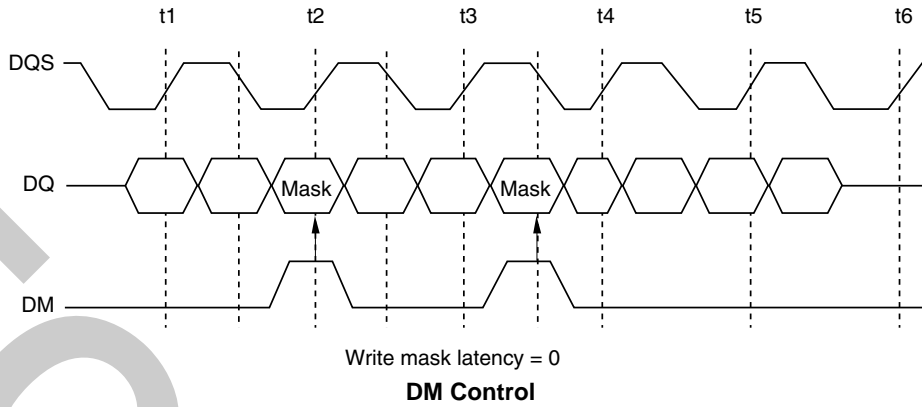 t1 t2 t3 t4 t5 t6
DQS
DQ Mask Mask
DM
Write mask latency = 0
DM Control